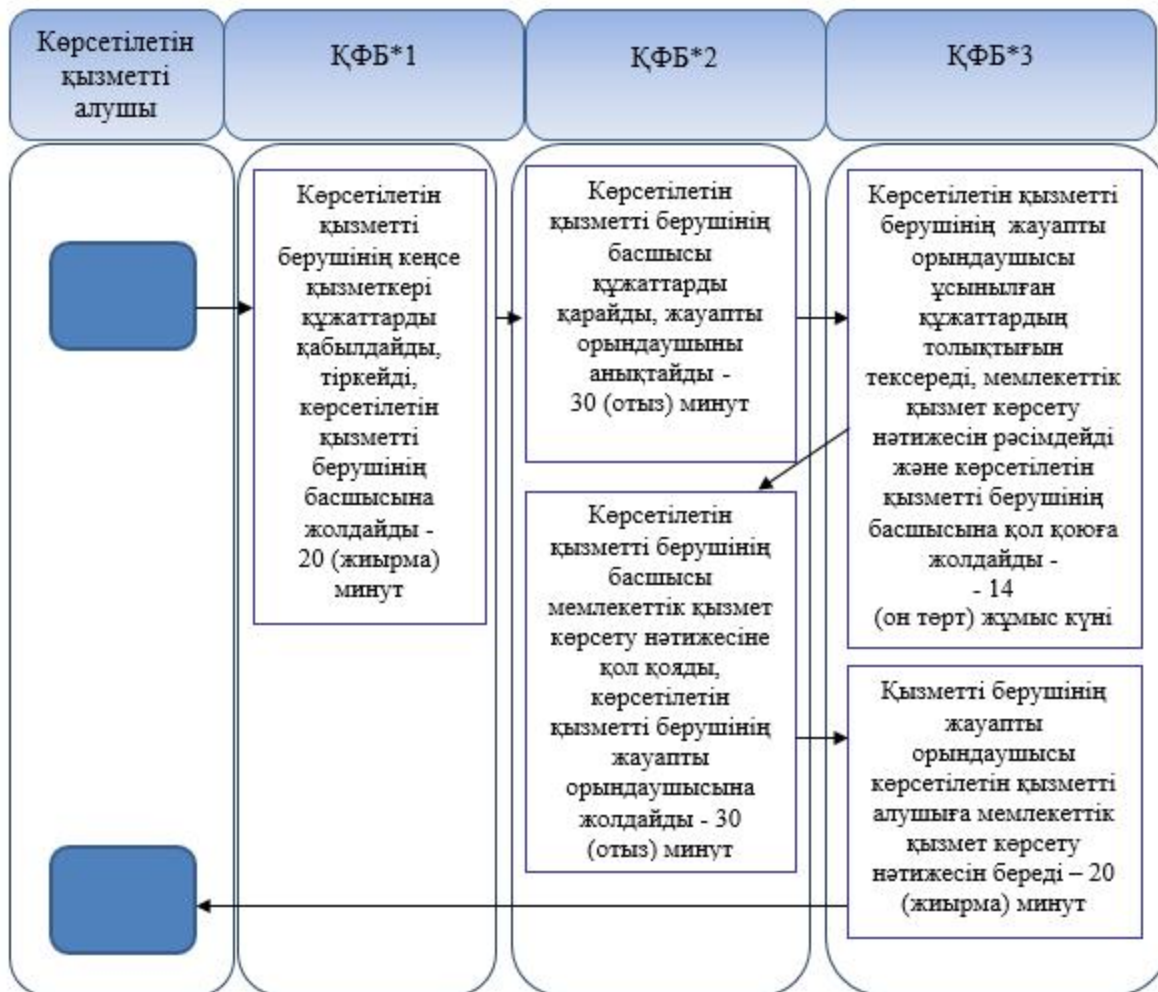 Көрсетілетін
қызметті
алушы
ҚФБ*1
ҚФБ*2
ҚФБ*3
Көрсетілетін
қызметті
берушінің кеңсе
қызметкері
құжаттарды
қабылдайды,
тіркейді,
көрсетілетін
қызметті
берушінің
басшысына
жолдайды -
20 (жиырма)
минут
Көрсетілетін
қызметті берушінің
басшысы
құжаттарды
қарайды, жауапты
орындаушыны
анықтайды -
30 (отыз) минут
Көрсетілетін қызметті
берушінің жауапты
орындаушысы
ұсынылған
құжаттардың
толықтығын
тексереді, мемлекеттік
қызмет көрсету
нәтижесін рәсімдейді
және көрсетілетін
қызметті берушінің
басшысына қол қоюға
жолдайды -
- 14
(он төрт) жұмыс күні
Көрсетілетін
қызметті берушінің
басшысы
мемлекеттік қызмет
көрсету нәтижесіне
қол қояды,
көрсетілетін
қызметті берушінің
жауапты
орындаушысына
жолдайды - 30
(отыз) минут
Қызметті берушінің
жауапты
орындаушысы
көрсетілетін қызметті
алушыға мемлекеттік
қызмет көрсету
нәтижесін береді – 20
(жиырма) минут